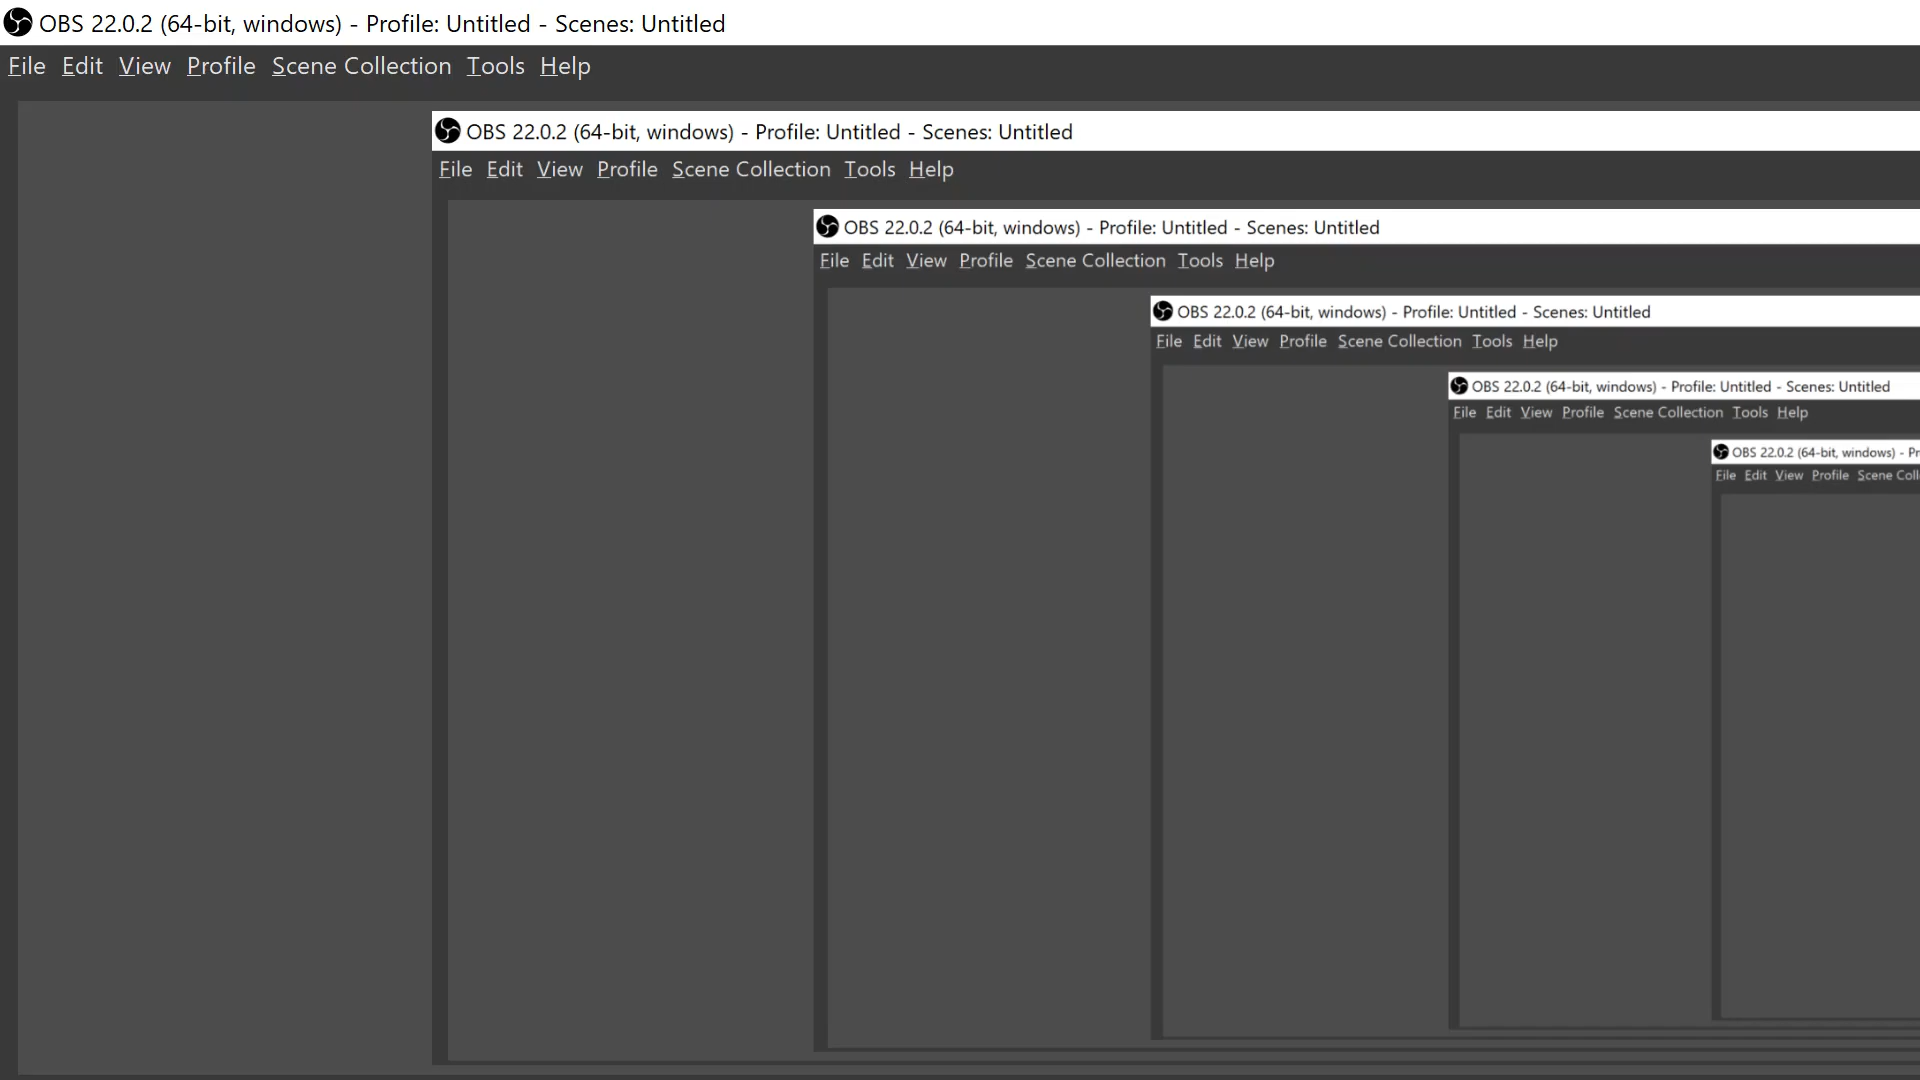 OBS 22.0.2 (64-bit, windows) - Profile: Untitled - Scenes: Untitled
File Edit View Profile Scene Collection Tools Help
OBS 22.0.2 (64-bit, windows) - Profile: Untitled - Scenes: Untitled
File Edit View Profile Scene Collection Tools Help
OBS 22.0.2 (64-bit, windows) - Profile: Untitled - Scenes: Untitled
File Edit View Profile Scene Collection Tools Help
OBS 22.0.2 (64-bit, windows) - Profile: Untitled - Scenes: Untitled
File Edit View Profile Scene Collection Tools Help
OBS 22.0.2 (64-bit, windows) - Profile: Untitled - Scenes: Untitled
File Edit View Profile Scene Collection Tools Help
OBS 22.0.2 (64-bit, windows) - Pr
File Edit View Profile Scene Coll